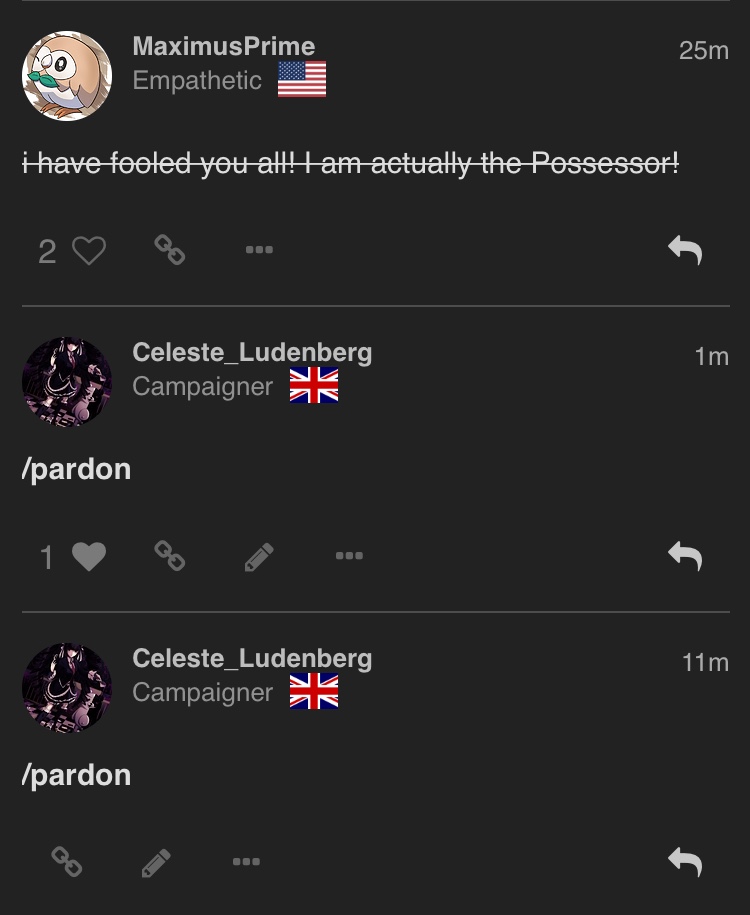 MaximusPrime
25m
Empathetic
i have fooled you all! I am actually the Possessor!
2
Celeste_Ludenberg
1m
Campaigner
/pardon
1
Celeste_Ludenberg
11m
Campaigner
/pardon